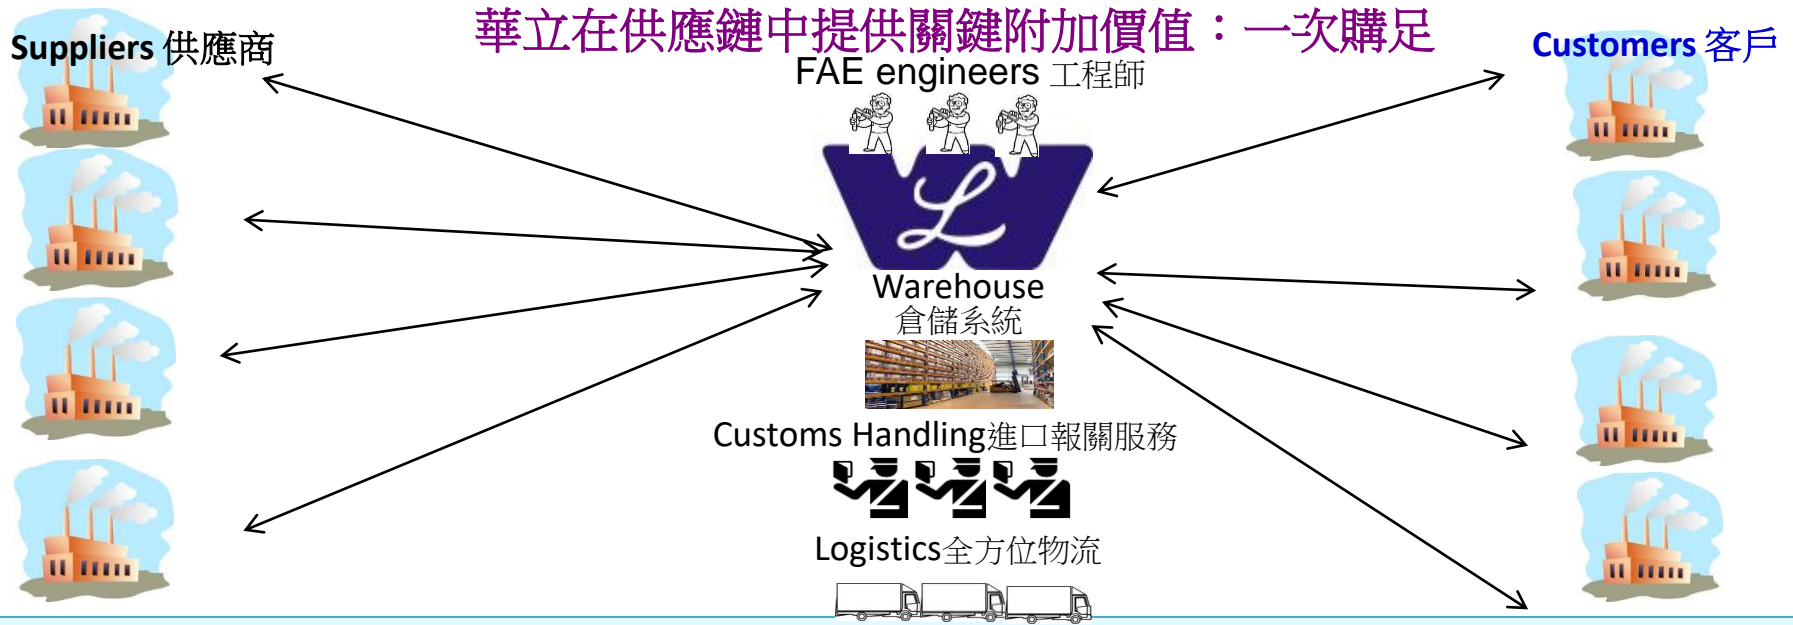 華立在供應鏈中提供關鍵附加價值：一次購足
Suppliers 供應商
Customers 客戶
FAE engineers 工程師
L
Warehouse
倉儲系統
Customs Handling進口報關服務
Logistics全方位物流